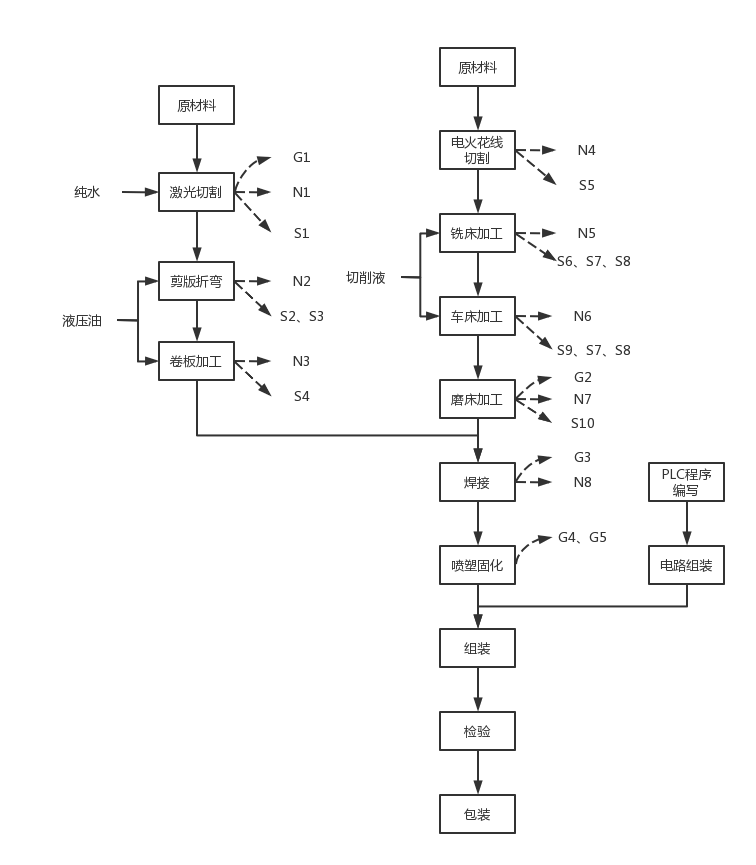 原材料
原材料
电火花线
切割
N4
S5
G1
纯水
激光切割
N1
S1
铣床加工
N5
S6、S7、S8
切削液
剪版折弯
N2
S2、S3
液压油
车床加工
N6
S9、S7、S8
卷板加工
N3
S4
G2
磨床加工
N7
S10
G3
焊接
N8
PLC程序
编写
G4、G5
喷塑固化
电路组装
组装
检验
包装